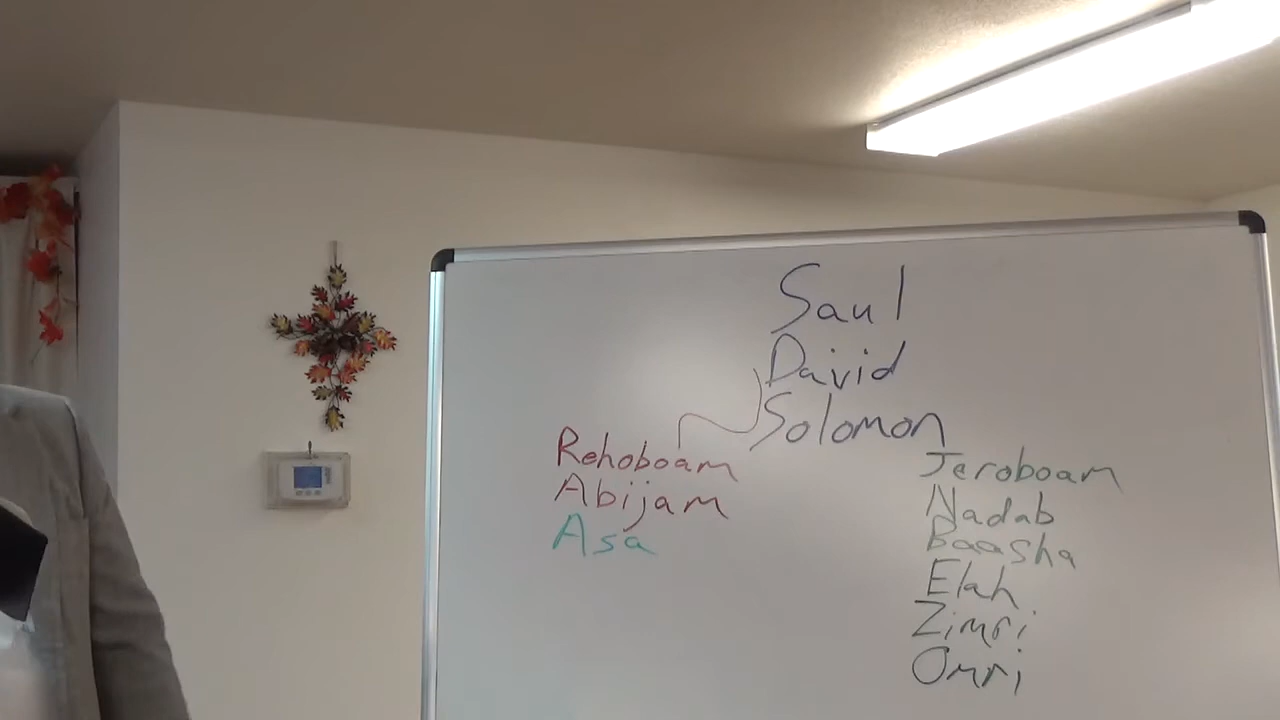 Saul
David
Solomon
Rehoboam
Abijam
Asa
Jeroboam
Nadab
Baasha
Elah
Zimri
Omri